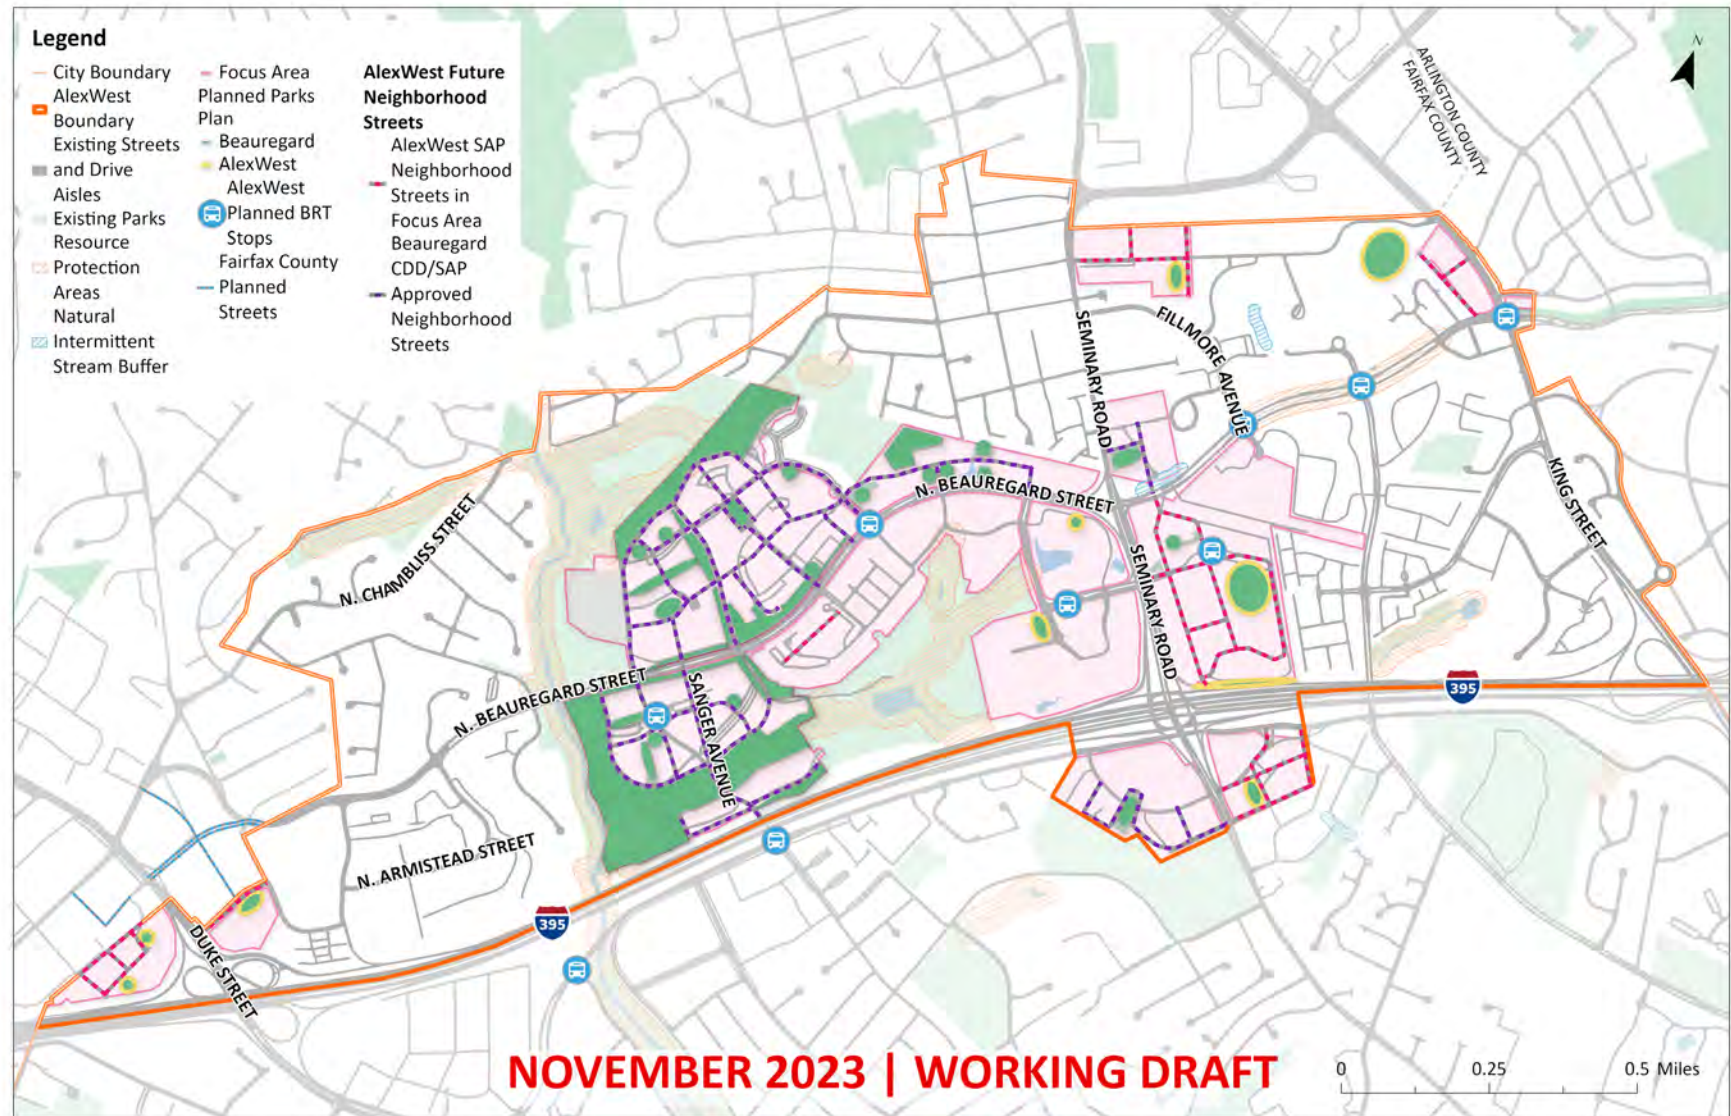 Legend
City Boundary
AlexWest
Boundary
Existing Streets
and Drive
Aisles
Existing Parks
Resource
Protection
Areas
Natural
Intermittent
Stream Buffer
Focus Area
Planned Parks
Plan
Beauregard
AlexWest
AlexWest
Planned BRT
Stops
Fairfax County
Planned
Streets
AlexWest Future
Neighborhood
Streets
AlexWest SAP
Neighborhood
Streets in
Focus Area
Beauregard
CDD/SAP
Approved
Neighborhood
Streets
N
ARLINGTON COUNTY
FAIRFAX COUNTY
SEMINARY ROAD
FILLMORE AVENUE
KING STREET
N. BEAUREGARD STREET
N. CHAMBLISS STREET
SEMINARY ROAD
N. BEAUREGARD STREET
SANGER AVENUE
395
N. ARMISTEAD STREET
395
DUKE STREET
NOVEMBER 2023 | WORKING DRAFT
0 0.25 0.5 Miles